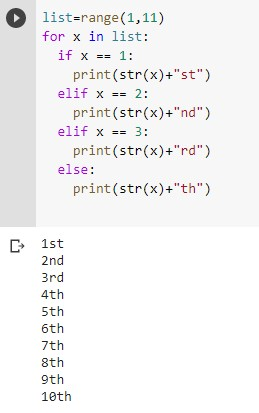 list=range(1,11)
for x in list:
  if x == 1:
    print(str(x)+"st")
  elif x == 2:
    print(str(x)+"nd")
  elif x == 3:
    print(str(x)+"rd")
  else:
    print(str(x)+"th")
1st
2nd
3rd
4th
5th
6th
7th
8th
9th
10th